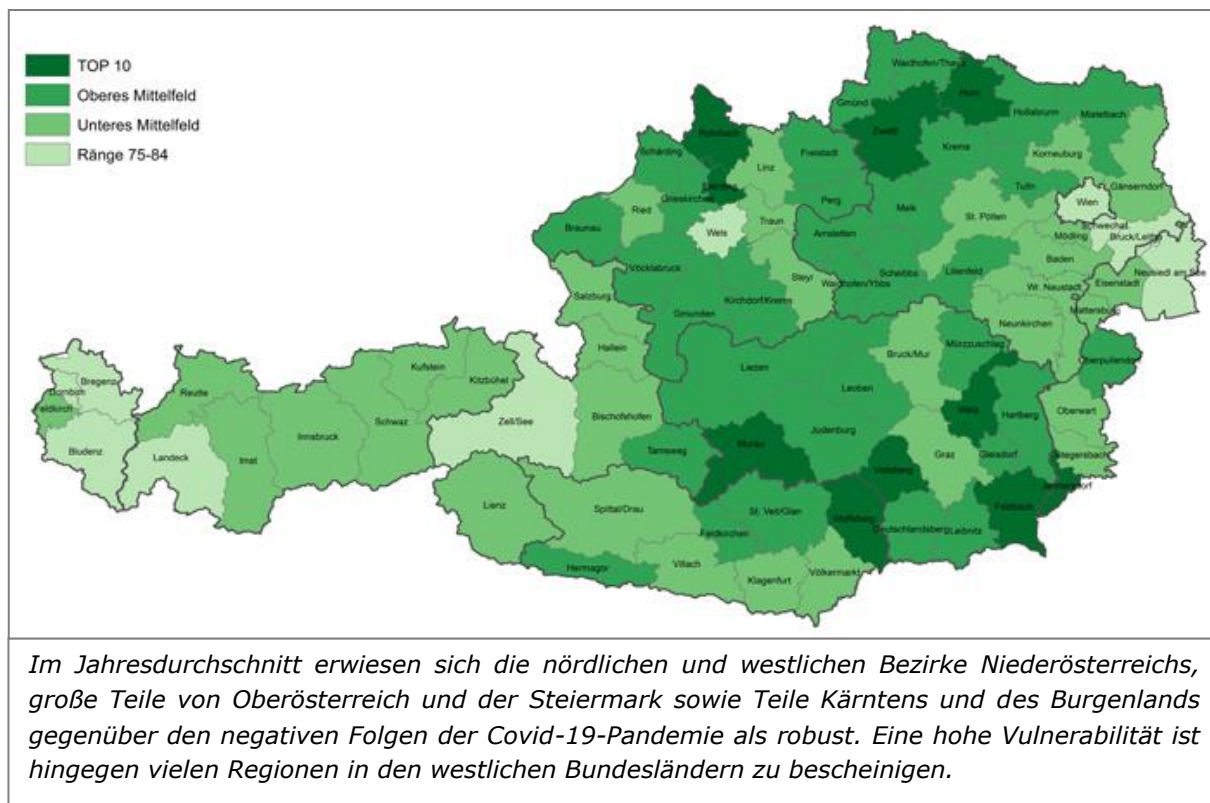 TOP 10
Oberes Mittelfeld
Unteres Mittelfeld
Ränge 75-84
Waidhofen/Thaya
Horn
Gmünd
Hollabrunn
Mistelbach
Rohrbach
Zwettl
Schärding
Freistadt
Krems
Korneuburg
Linz
Eferding
Gänserndorf
Grieskirchen
Tulln
Wien
Perg
Melk
Ried
St. Pölten
Braunau
Wels
Traun
Schwechat
Amstetten
Mödling
Bruck/Leitha
Baden
Vöcklabruck
Steyr
Scheibbs
Lilienfeld
Neusiedl am See
Waidhofen/Ybbs
Eisenstadt
Salzburg
Kirchdorf/Krems
Wr. Neustadt
Gmunden
Mattersburg
Neunkirchen
Hallein
Mürzzuschlag
Bregenz
Kufstein
Bruck/Mur
Oberpullendorf
Liezen
Dornbirn
Reutte
Kitzbühel
Leoben
Feldkirch
Weiz
Hartberg
Oberwart
Schwaz
Bischofshofen
Zell/See
Innsbruck
Judenburg
Murau
Bludenz
Landeck
Imst
Tamsweg
Graz
Gleisdorf
Voitsberg
Jennersdorf
Lienz
Spittal/Drau
Feldbach
St. Veit/Glan
Wolfsberg
Feldkirchen
Deutschlandsberg
Leibnitz
Hermagor
Villach
Völkermarkt
Klagenfurt
Im Jahresdurchschnitt erwiesen sich die nördlichen und westlichen Bezirke Niederösterreichs,
große Teile von Oberösterreich und der Steiermark sowie Teile Kärntens und des Burgenlands
gegenüber den negativen Folgen der Covid-19-Pandemie als robust. Eine hohe Vulnerabilität ist
hingegen vielen Regionen in den westlichen Bundesländern zu bescheinigen.